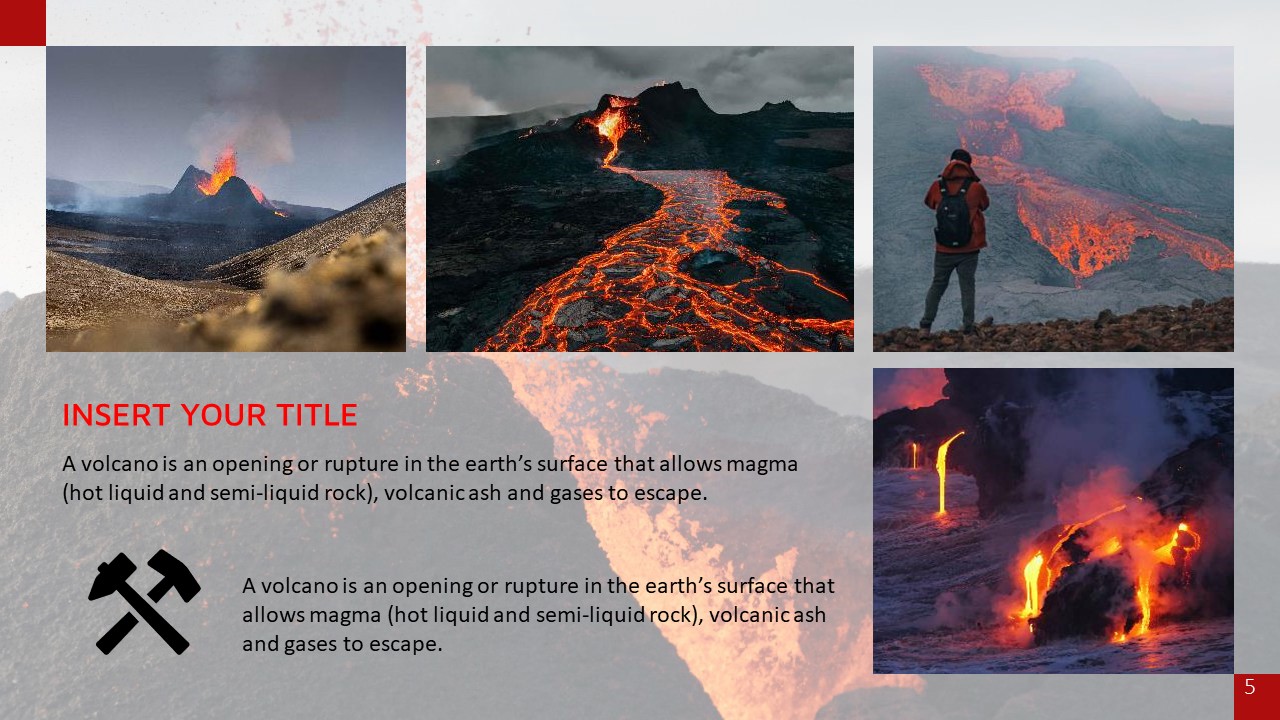 INSERT YOUR TITLE
A volcano is an opening or rupture in the earth’s surface that allows magma
(hot liquid and semi-liquid rock), volcanic ash and gases to escape.
A volcano is an opening or rupture in the earth’s surface that
allows magma (hot liquid and semi-liquid rock), volcanic ash
and gases to escape.
5